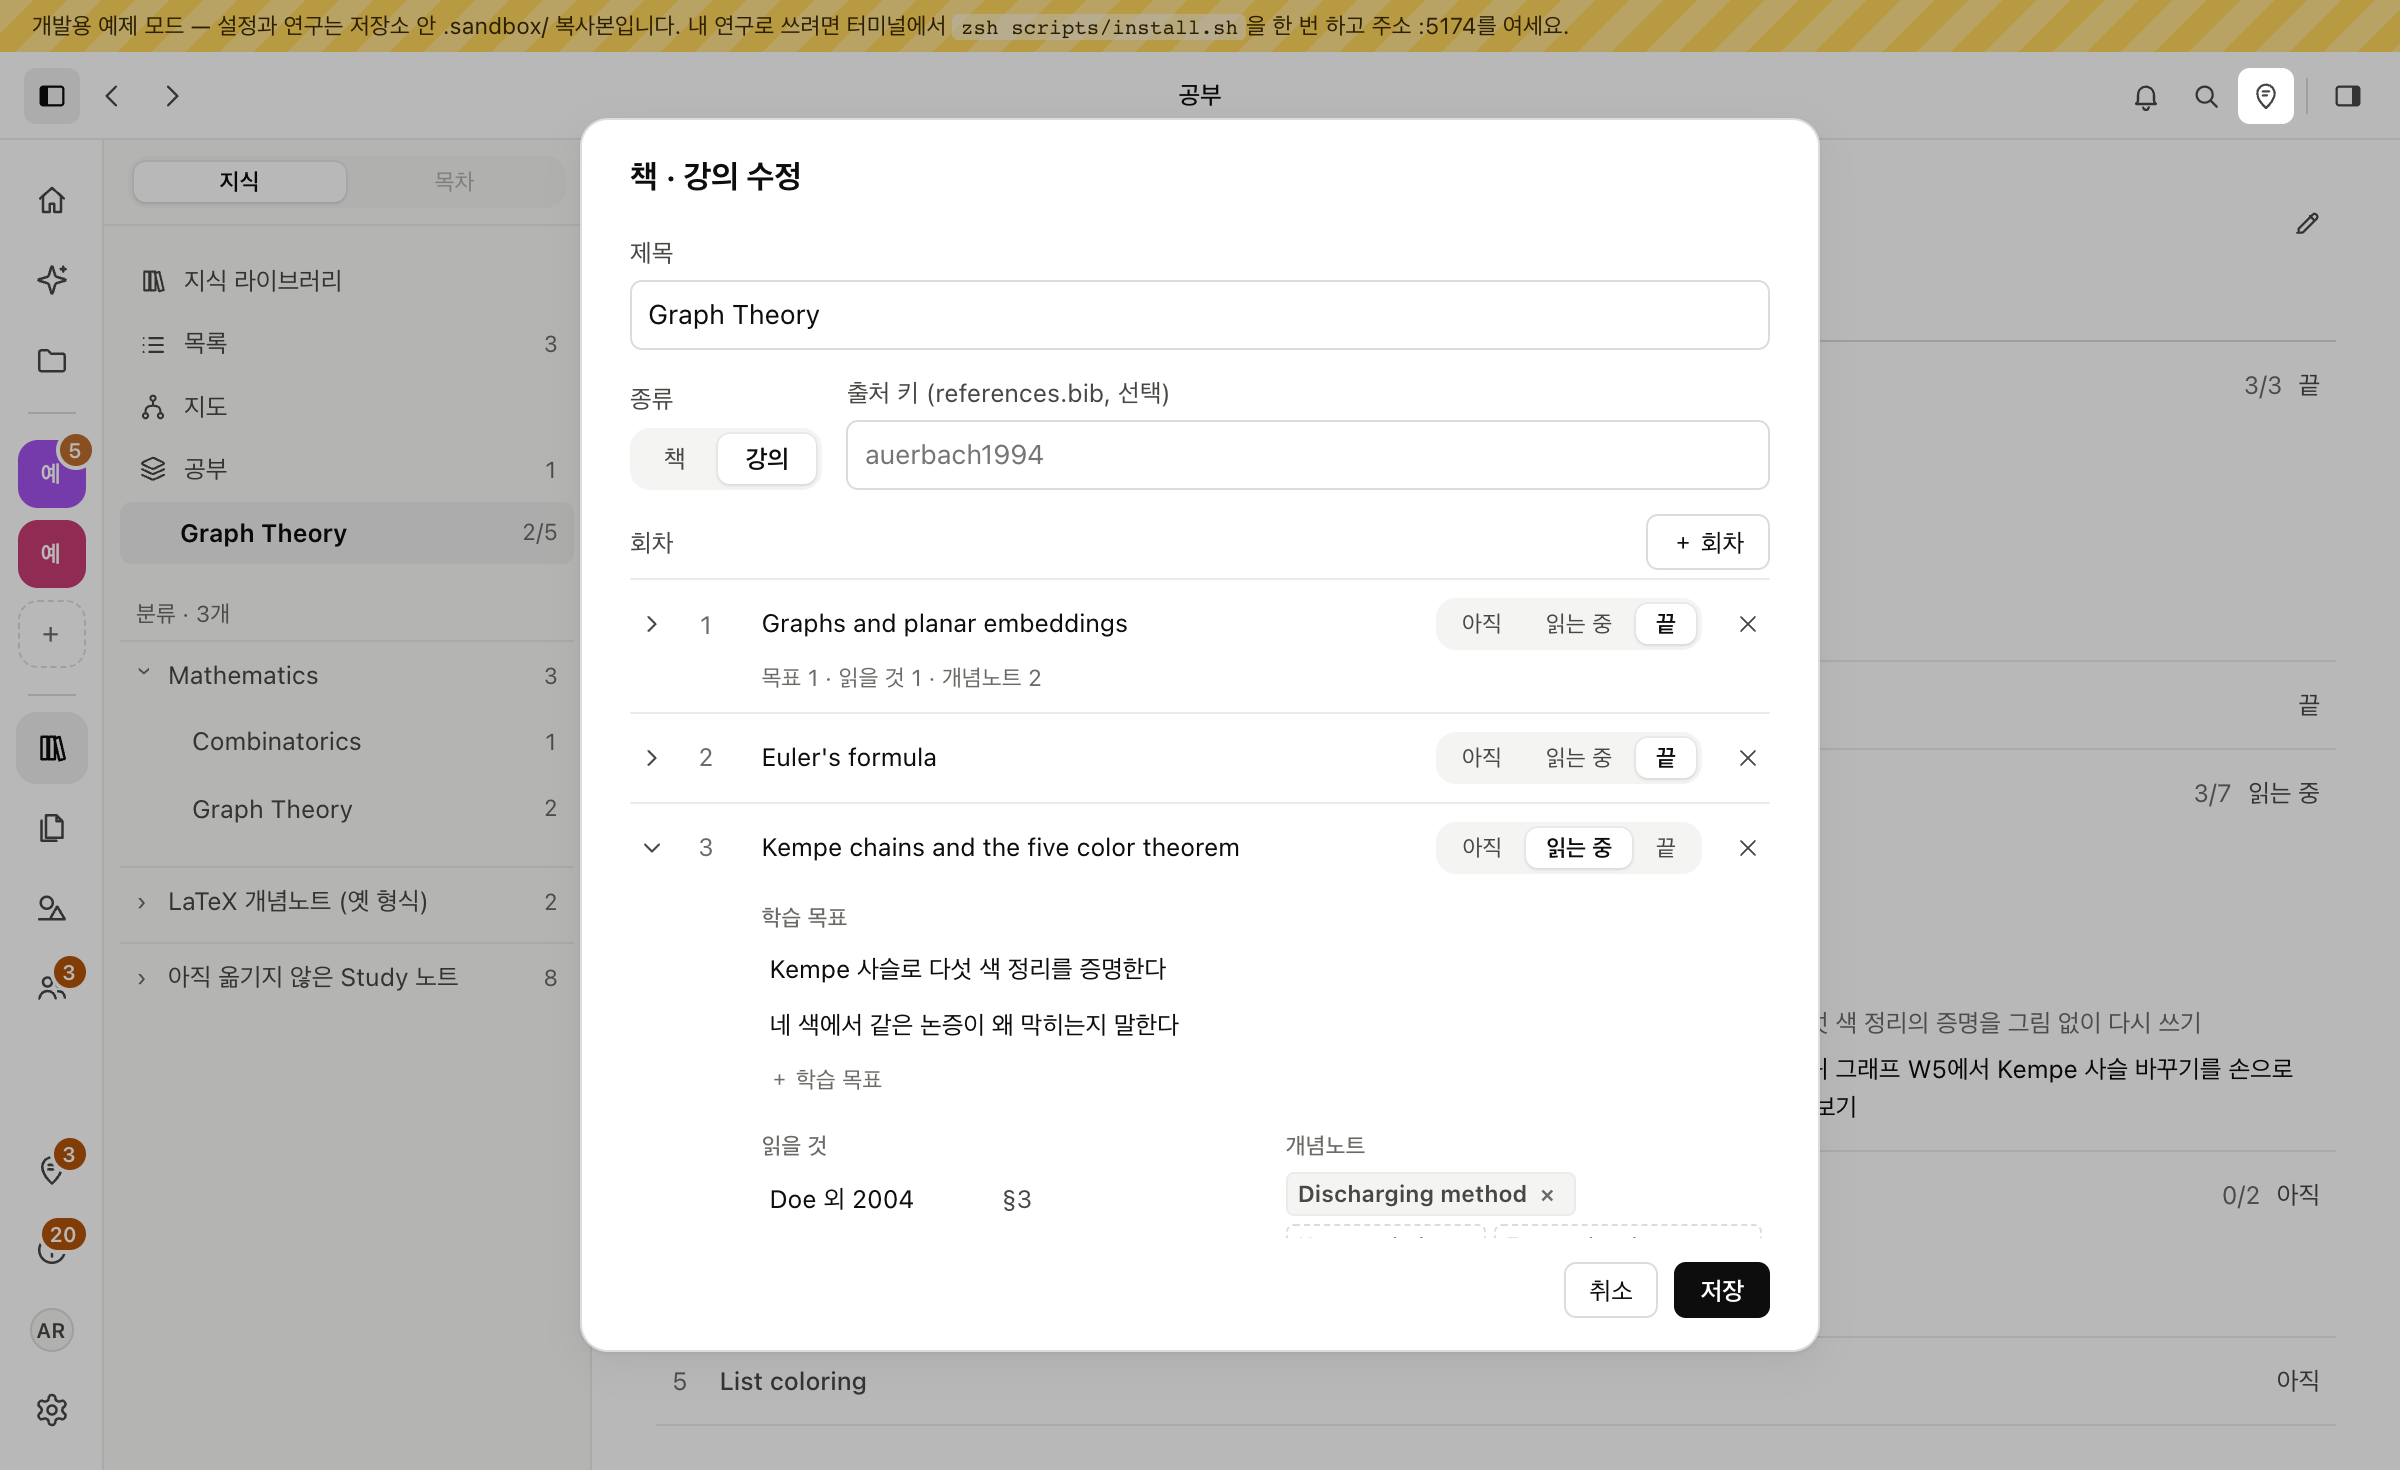 개발용 예제 모드 — 설정과 연구는 저장소 안 .sandbox/ 복사본입니다. 내 연구로 쓰려면 터미널에서 zsh scripts/install.sh을 한 번 하고 주소 :5174를 여세요.
공부
지식
목차
지식 라이브러리
목록 3
지도
공부 1
Graph Theory 2/5
분류 · 3개
Mathematics 3
Combinatorics 1
Graph Theory 2
LaTeX 개념노트 (옛 형식) 2
아직 옮기지 않은 Study 노트 8
예 5
예
+
3
3
20
AR
책 · 강의 수정
제목
Graph Theory
종류
책 강의
출처 키 (references.bib, 선택)
auerbach1994
회차
+ 회차
1 Graphs and planar embeddings 아직 읽는 중 끝
목표 1 · 읽을 것 1 · 개념노트 2
2 Euler's formula 아직 읽는 중 끝
3 Kempe chains and the five color theorem 아직 읽는 중 끝
학습 목표
Kempe 사슬로 다섯 색 정리를 증명한다
네 색에서 같은 논증이 왜 막히는지 말한다
+ 학습 목표
읽을 것
Doe 외 2004 §3
개념노트
Discharging method ×
취소
저장
3/3 끝
끝
3/7 읽는 중
색 정리의 증명을 그림 없이 다시 쓰기
그래프 W5에서 Kempe 사슬 바꾸기를 손으로
보기
0/2 아직
5 List coloring 아직